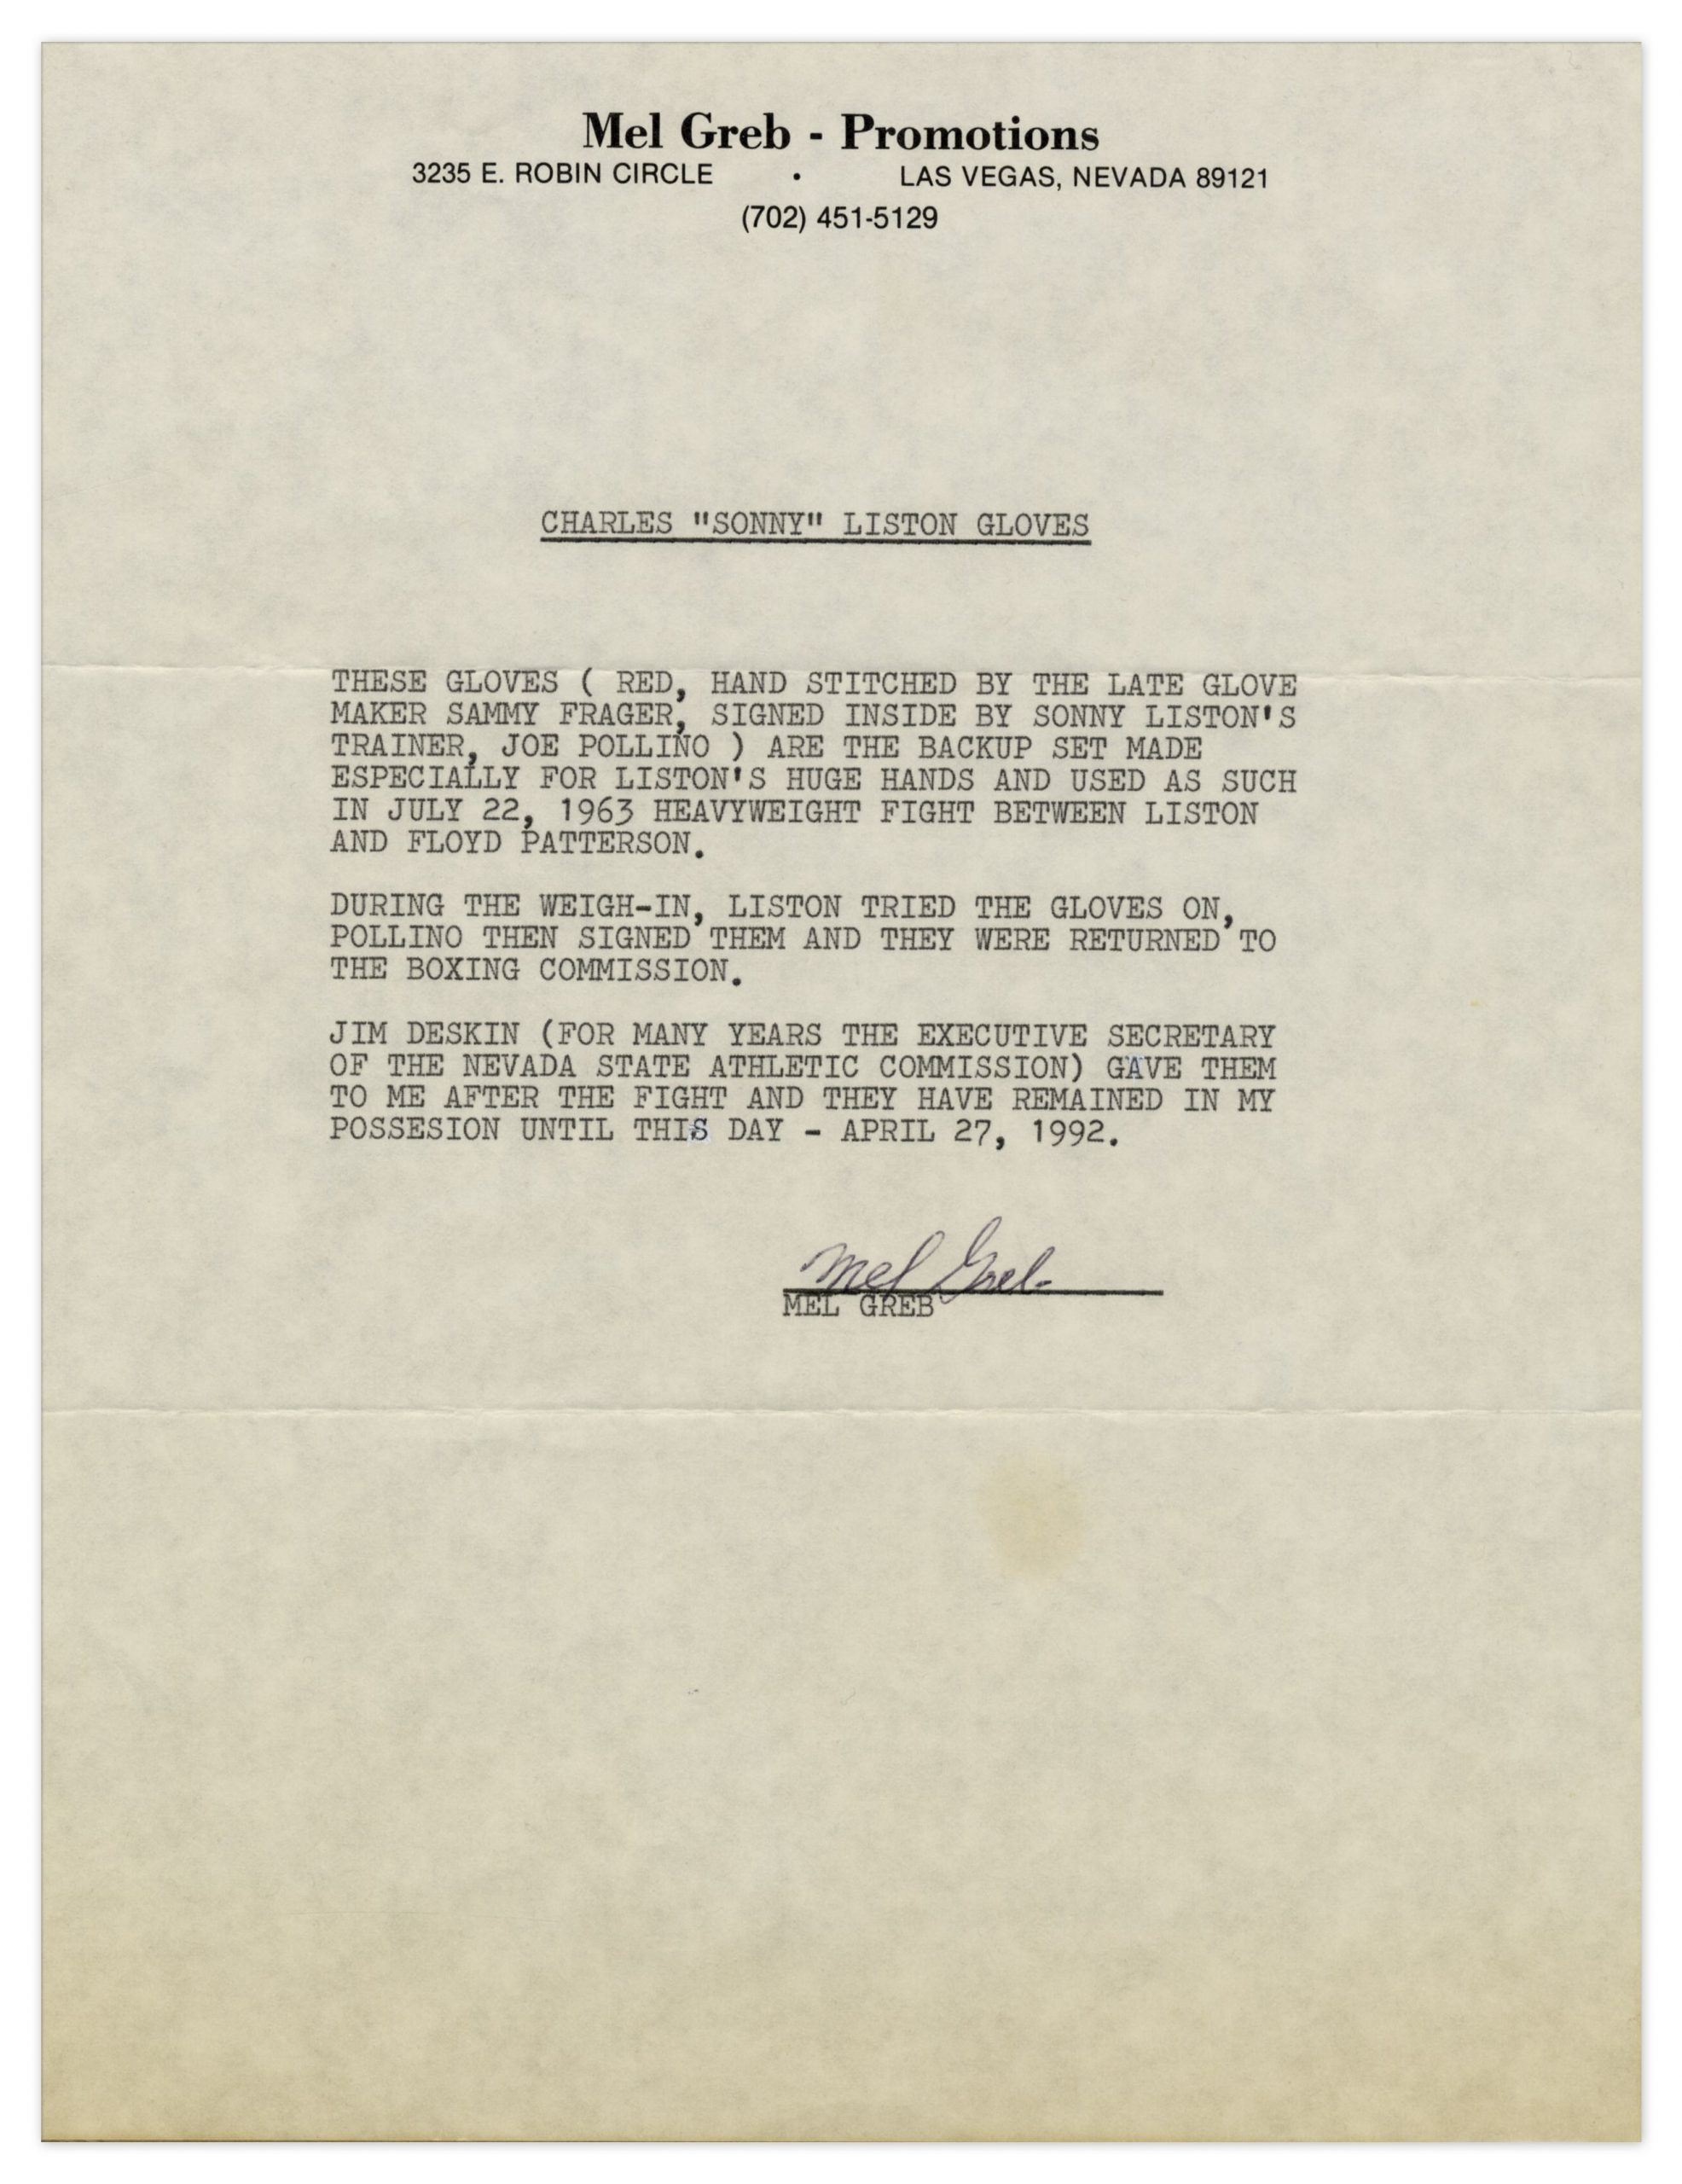 Mel Greb - Promotions
3235 E. ROBIN CIRCLE • LAS VEGAS, NEVADA 89121
(702) 451-5129
CHARLES "SONNY" LISTON GLOVES
THESE GLOVES ( RED, HAND STITCHED BY THE LATE GLOVE
MAKER SAMMY FRAGER, SIGNED INSIDE BY SONNY LISTON'S
TRAINER, JOE POLLINO ) ARE THE BACKUP SET MADE
ESPECIALLY FOR LISTON'S HUGE HANDS AND USED AS SUCH
IN JULY 22, 1963 HEAVYWEIGHT FIGHT BETWEEN LISTON
AND FLOYD PATTERSON.
DURING THE WEIGH-IN, LISTON TRIED THE GLOVES ON,
POLLINO THEN SIGNED THEM AND THEY WERE RETURNED TO
THE BOXING COMMISSION.
JIM DESKIN (FOR MANY YEARS THE EXECUTIVE SECRETARY
OF THE NEVADA STATE ATHLETIC COMMISSION) GAVE THEM
TO ME AFTER THE FIGHT AND THEY HAVE REMAINED IN MY
POSSESION UNTIL THIS DAY - APRIL 27, 1992.
Mel Greb
MEL GREB